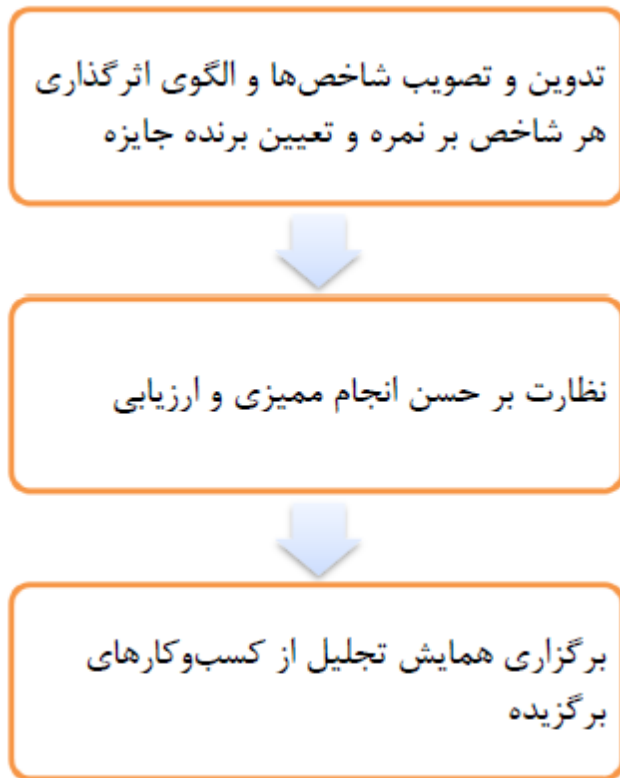 تدوین و تصویب شاخص‌ها و الگوی اثرگذاری
هر شاخص بر نمره و تعیین برنده جایزه
نظارت بر حسن انجام ممیزی و ارزیابی
برگزاری همایش تجلیل از کسب‌وکارهای
برگزیده